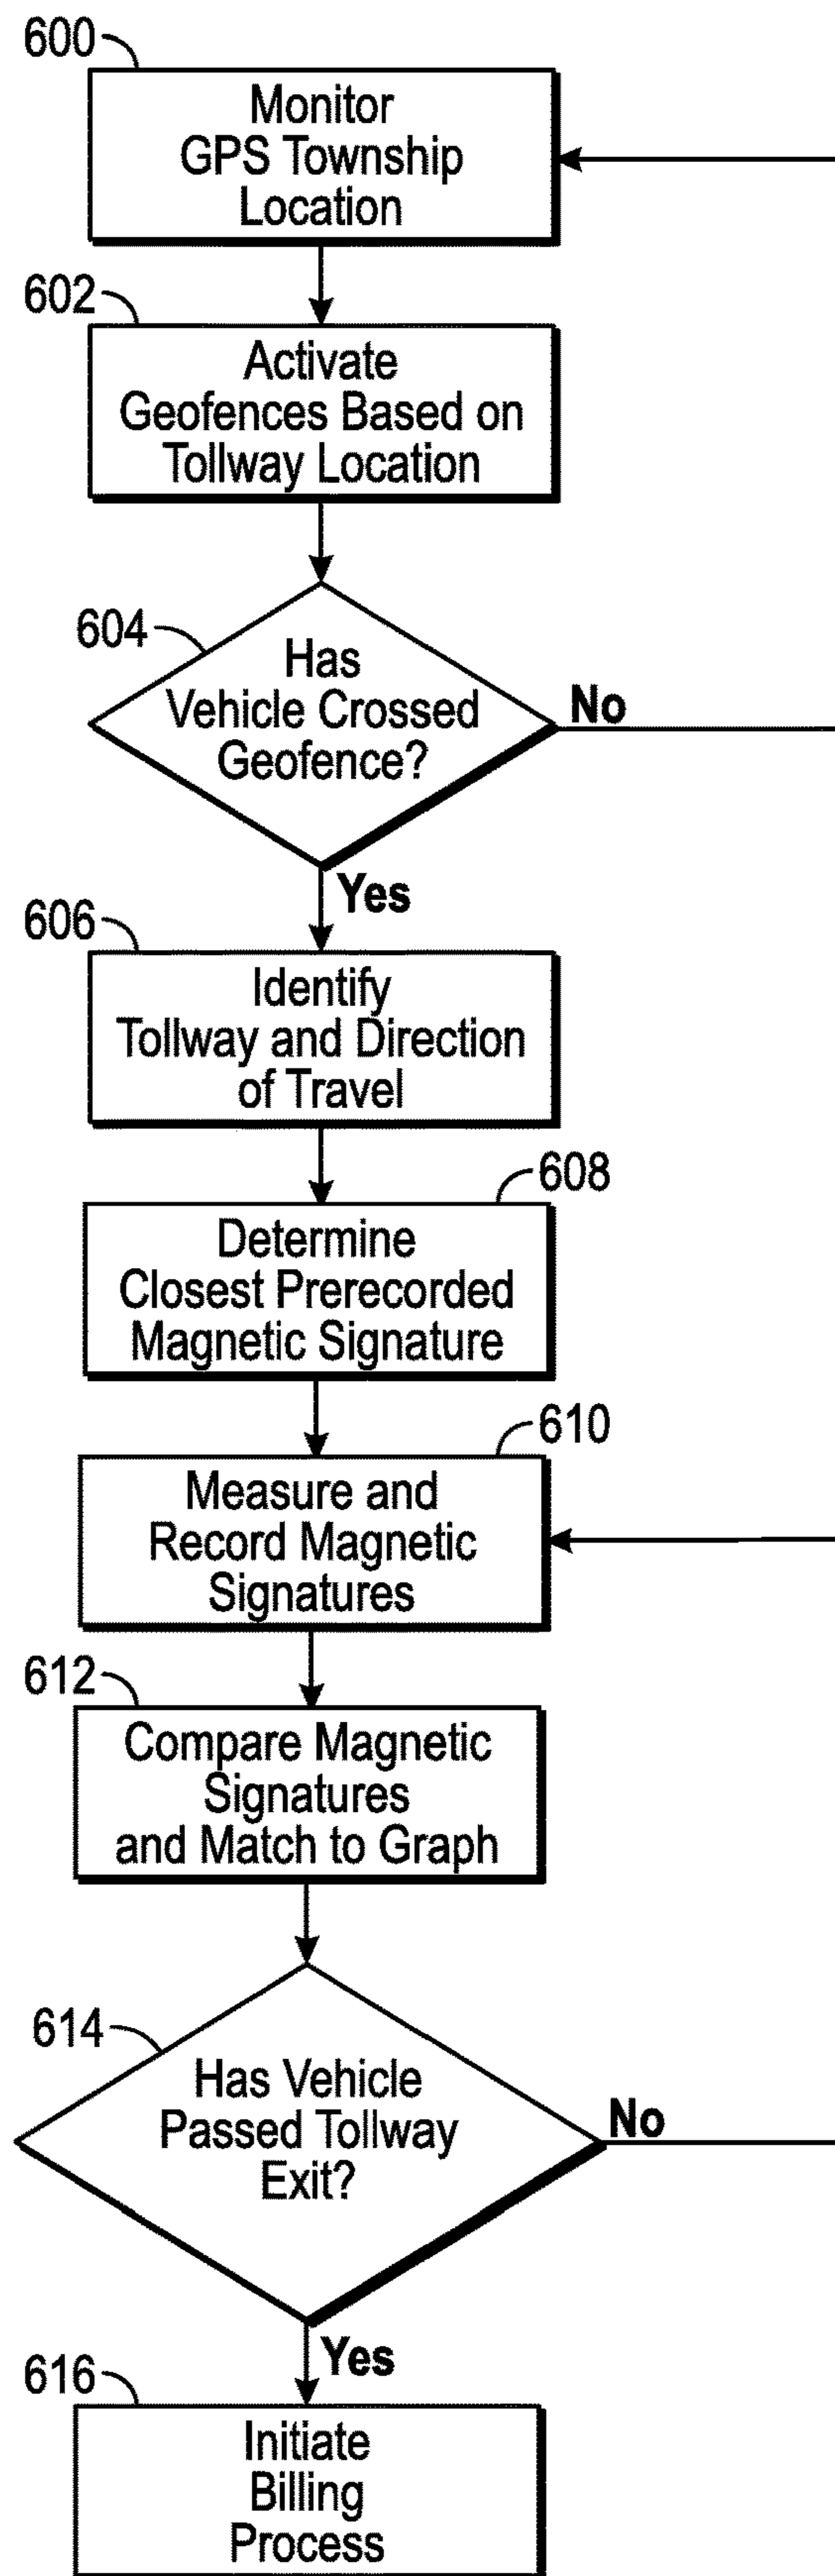 600
Monitor
GPS Township
Location
602
Activate
Geofences Based on
Tollway Location
604
Has
Vehicle Crossed
Geofence?
No
Yes
606
Identify
Tollway and Direction
of Travel
608
Determine
Closest Prerecorded
Magnetic Signature
610
Measure and
Record Magnetic
Signatures
612
Compare Magnetic
Signatures
and Match to Graph
614
Has Vehicle
Passed Tollway
Exit?
No
Yes
616
Initiate
Billing
Process